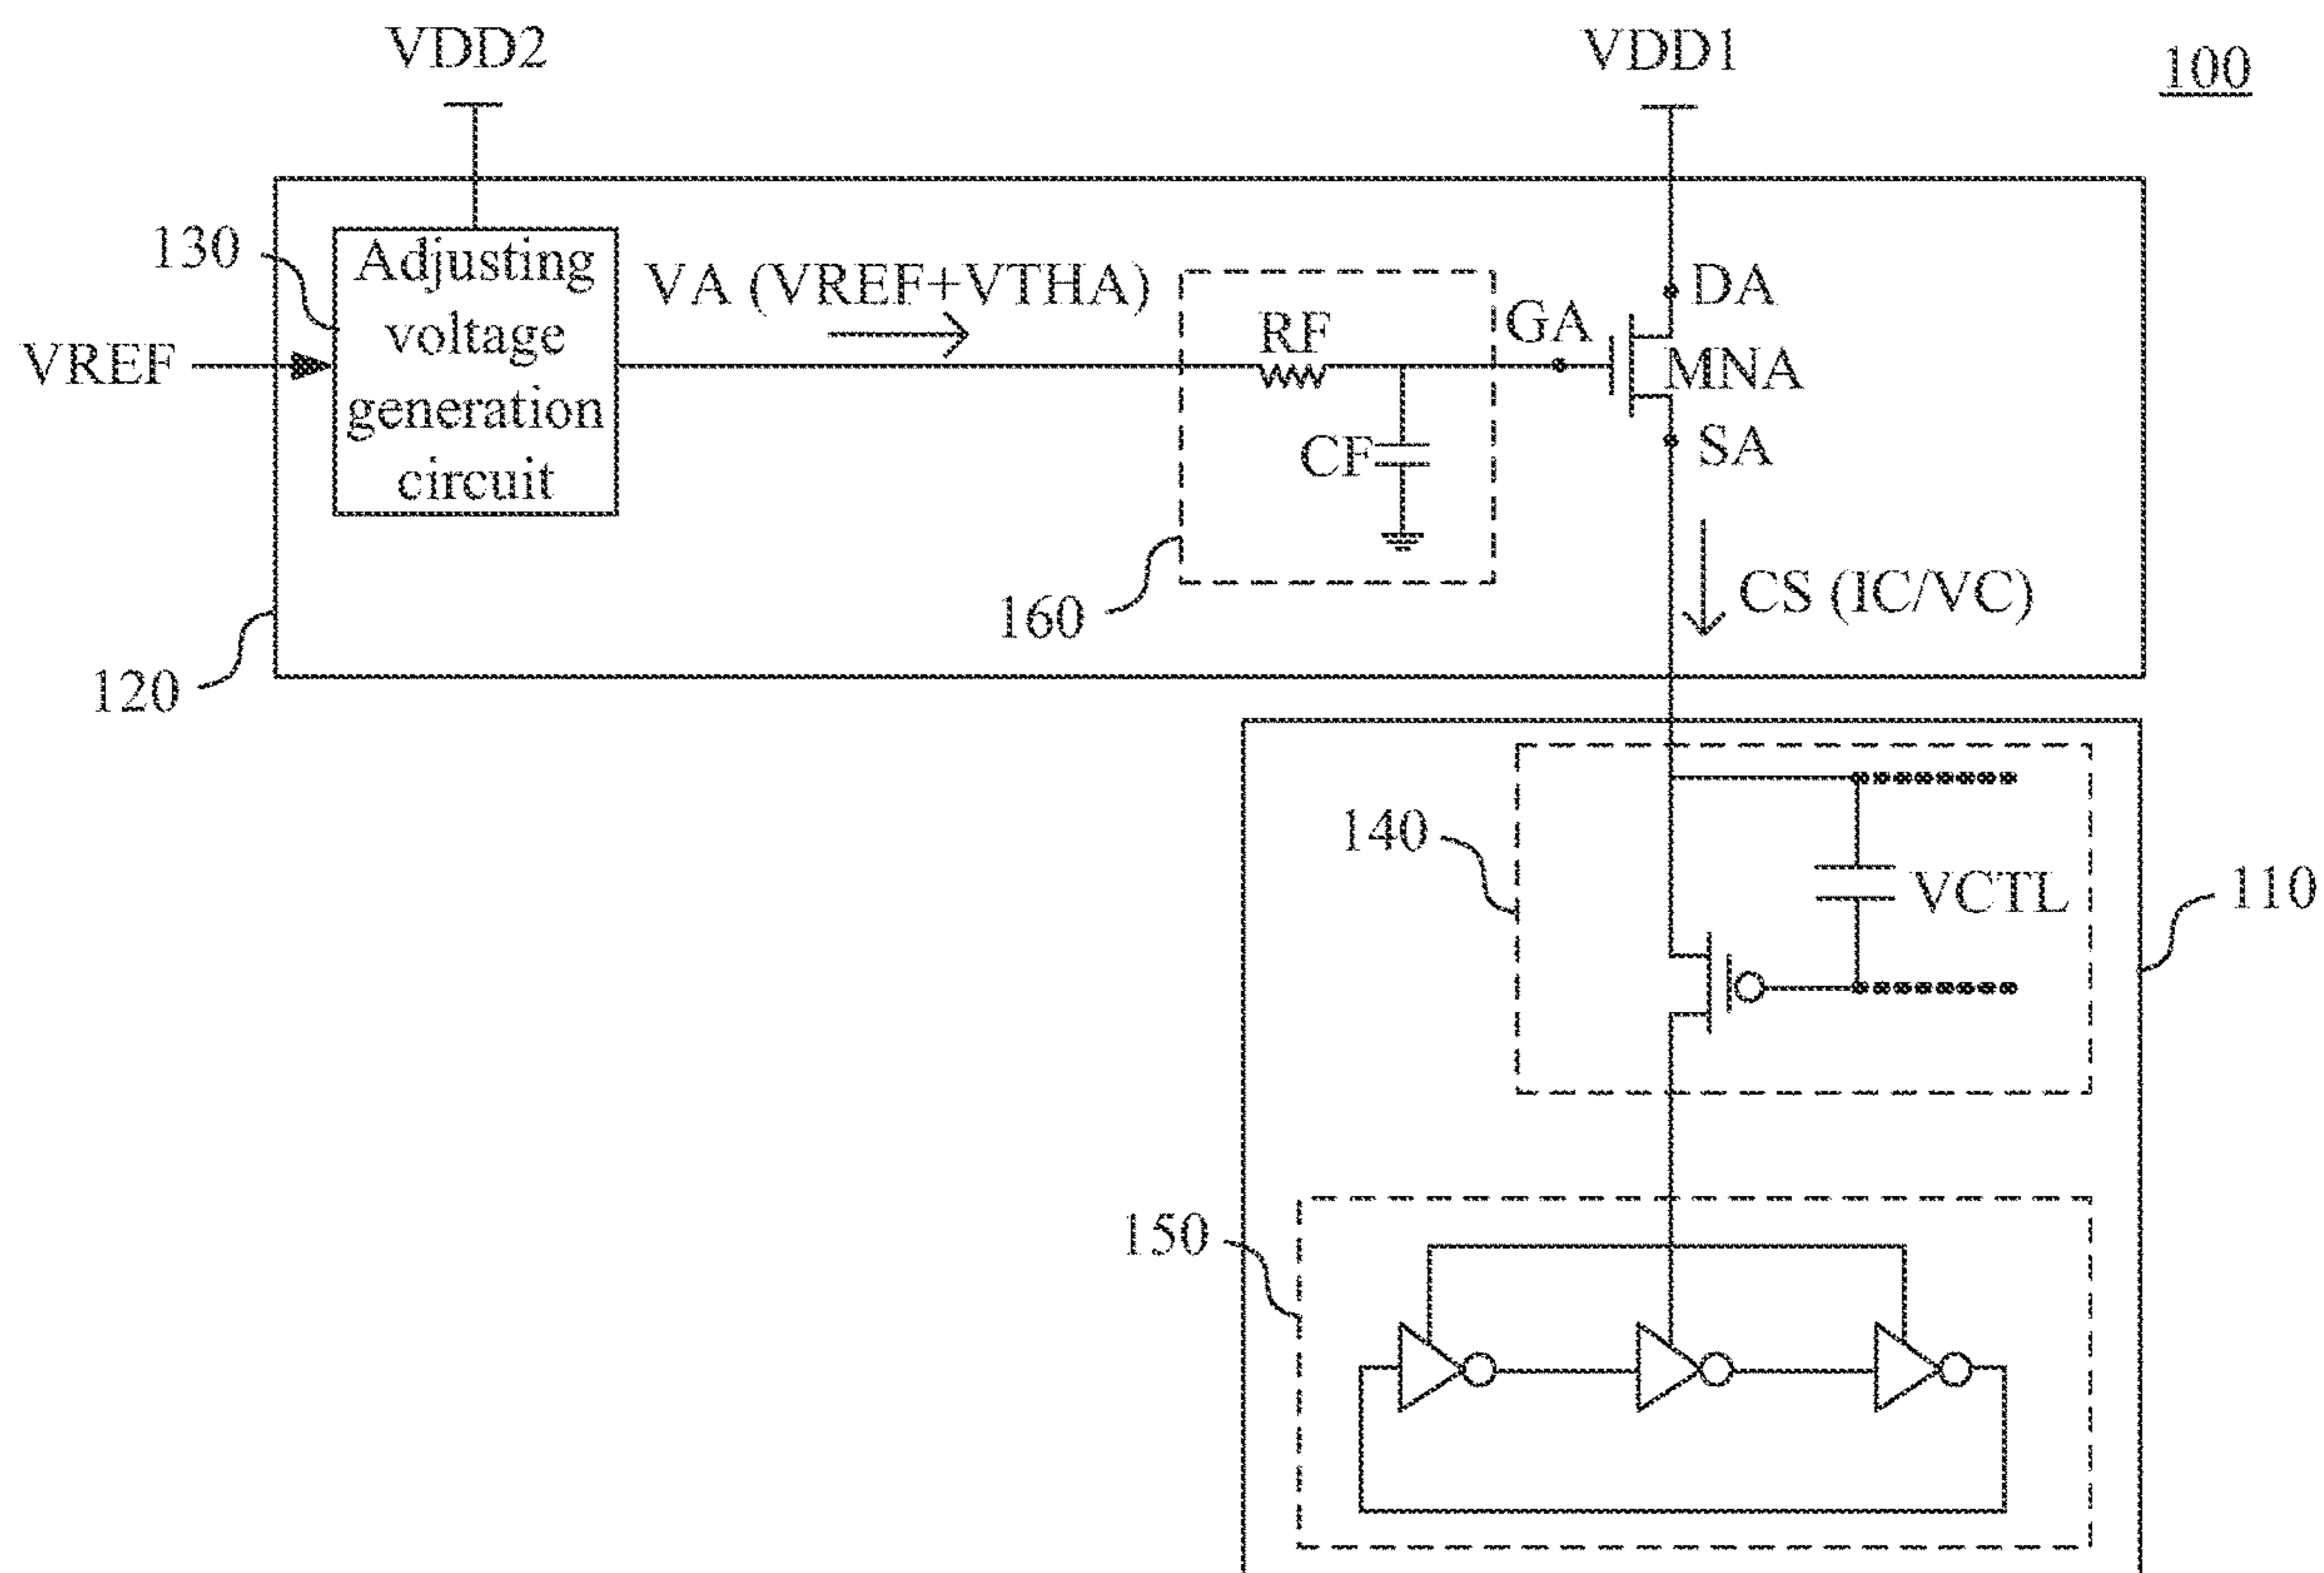 VDD2
VDD1
100
130
Adjusting
voltage
generation
circuit
VREF
VA (VREF+VTHA)
RF
CF
GA
DA
MNA
SA
160
CS (IC/VC)
120
140
VCTL
110
150